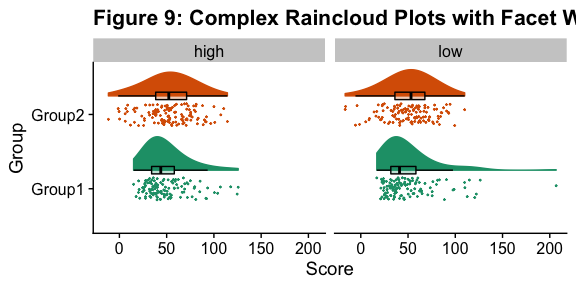 Figure 9: Complex Raincloud Plots with Facet W
high low
Group2
Group1
Group
0 50 100 150 200 0 50 100 150 200
Score